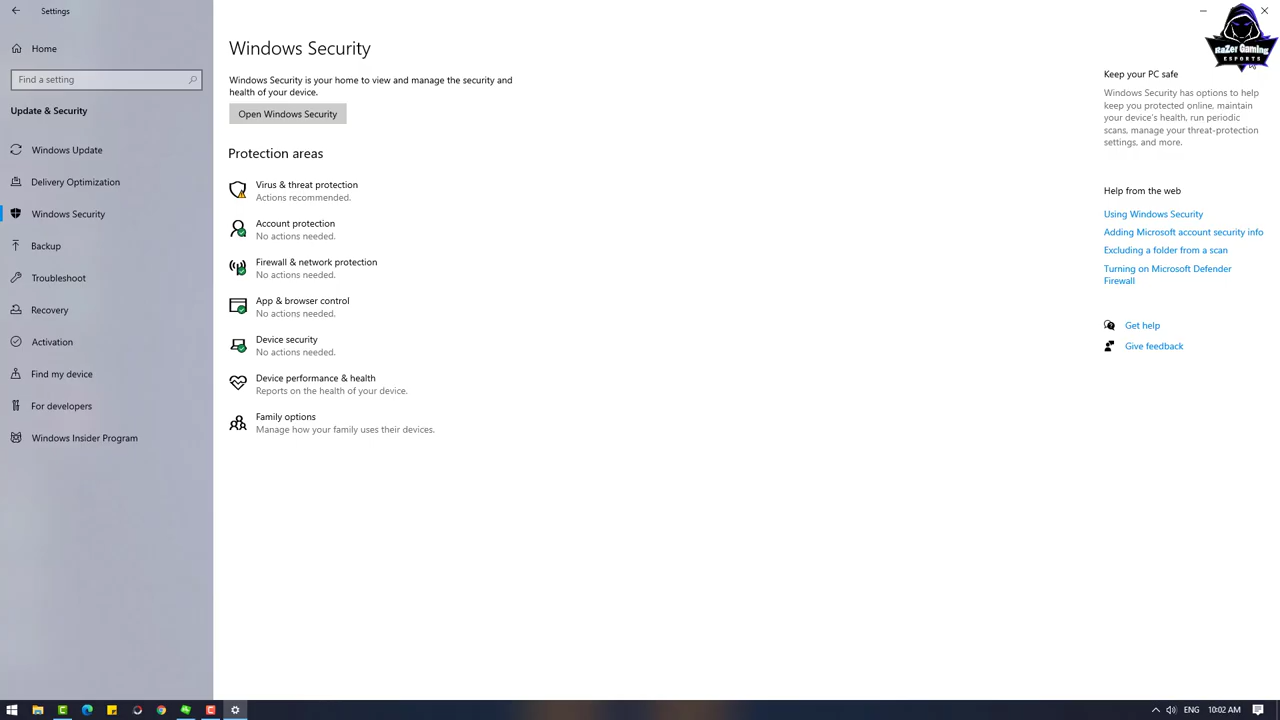 Settings
Home
Find a setting
Update & Security
Windows Update
Delivery Optimization
Windows Security
Backup
Troubleshoot
Recovery
Activation
Find my device
For developers
Windows Insider Program
Windows Security
Windows Security is your home to view and manage the security and
health of your device.
Open Windows Security
Protection areas
Virus & threat protection
Actions recommended.
Account protection
No actions needed.
Firewall & network protection
No actions needed.
App & browser control
No actions needed.
Device security
No actions needed.
Device performance & health
Reports on the health of your device.
Family options
Manage how your family uses their devices.
RaZer Gaming
ESPORTS
Keep your PC safe
Windows Security has options to help
keep you protected online, maintain
your device's health, run periodic
scans, manage your threat-protection
settings, and more.
Help from the web
Using Windows Security
Adding Microsoft account security info
Excluding a folder from a scan
Turning on Microsoft Defender
Firewall
Get help
Give feedback
ENG 10:02 AM